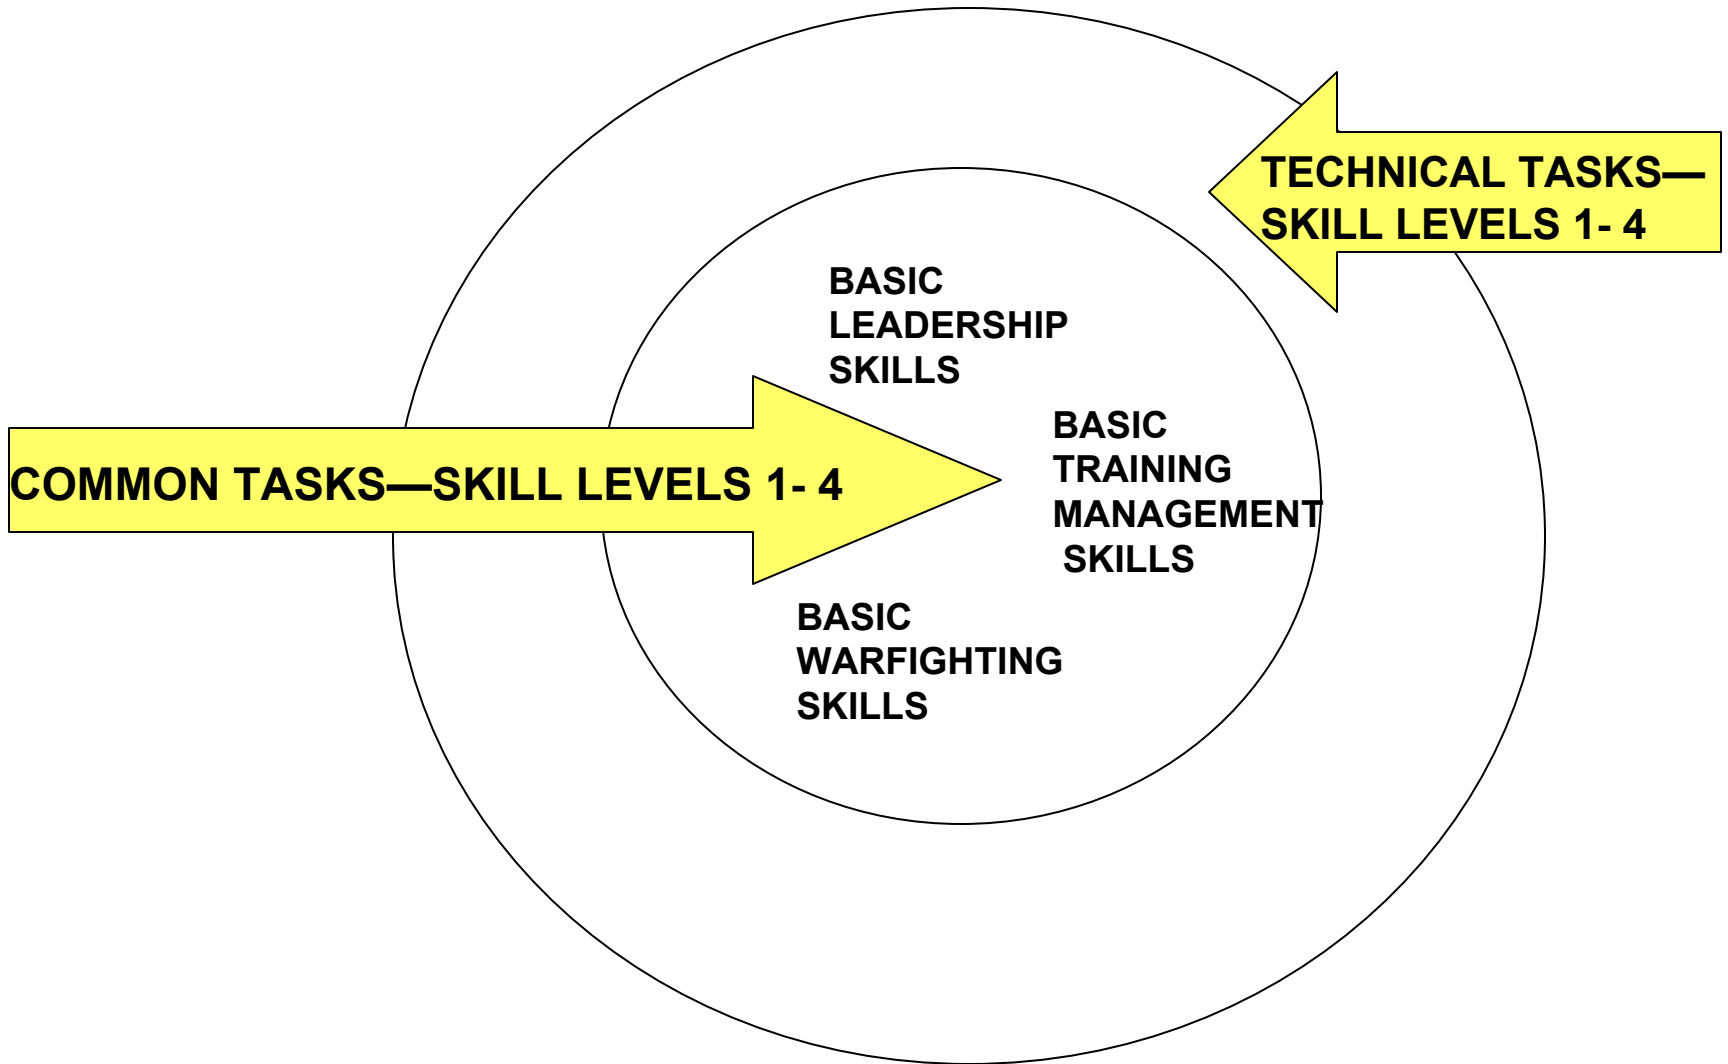 TECHNICAL TASKS—
SKILL LEVELS 1- 4
BASIC
LEADERSHIP
SKILLS
COMMON TASKS—SKILL LEVELS 1- 4
BASIC
TRAINING
MANAGEMENT
SKILLS
BASIC
WARFIGHTING
SKILLS